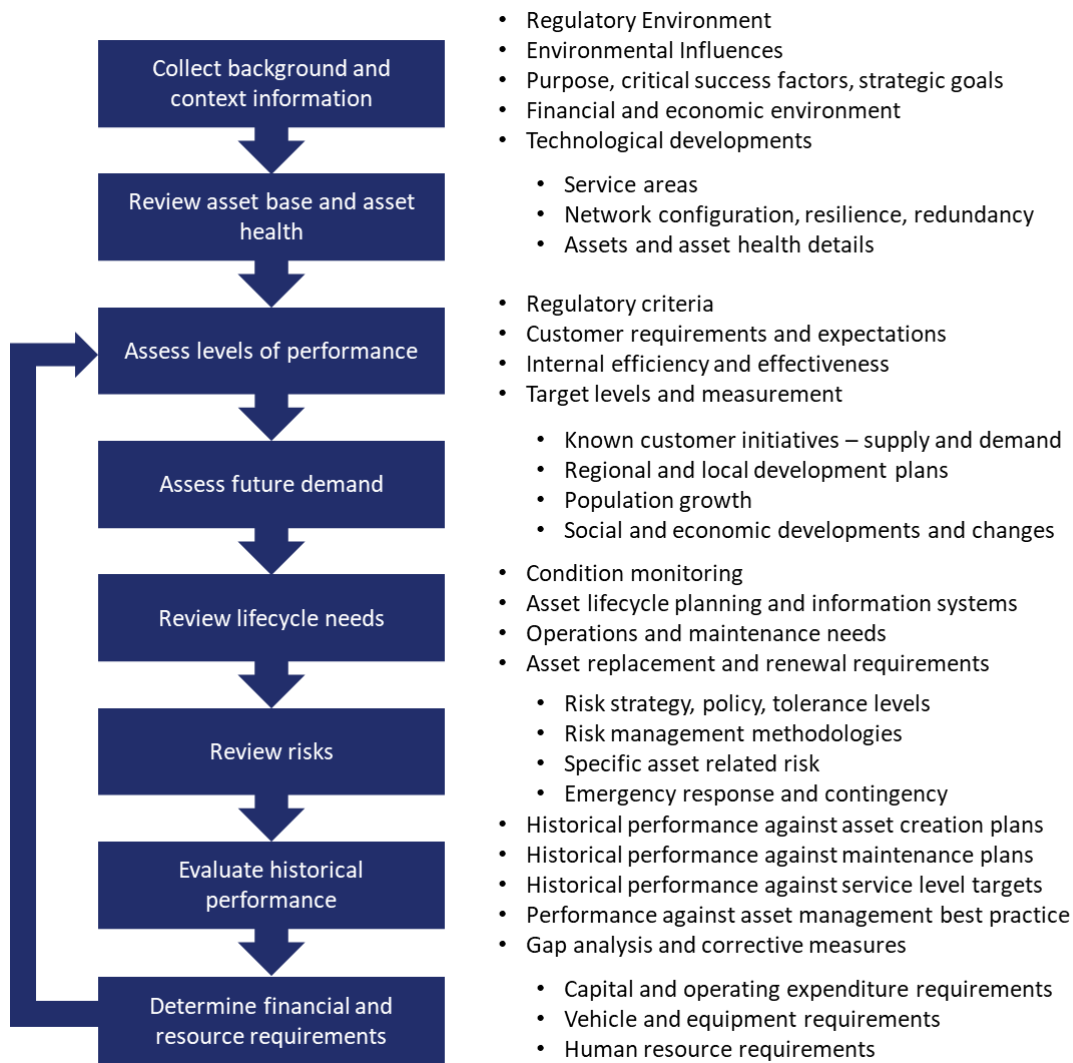 Collect background and
context information
• Regulatory Environment
• Environmental Influences
• Purpose, critical success factors, strategic goals
• Financial and economic environment
• Technological developments
Review asset base and asset
health
• Service areas
• Network configuration, resilience, redundancy
• Assets and asset health details
Assess levels of performance
• Regulatory criteria
• Customer requirements and expectations
• Internal efficiency and effectiveness
• Target levels and measurement
Assess future demand
• Known customer initiatives – supply and demand
• Regional and local development plans
• Population growth
• Social and economic developments and changes
Review lifecycle needs
• Condition monitoring
• Asset lifecycle planning and information systems
• Operations and maintenance needs
• Asset replacement and renewal requirements
Review risks
• Risk strategy, policy, tolerance levels
• Risk management methodologies
• Specific asset related risk
• Emergency response and contingency
Evaluate historical
performance
• Historical performance against asset creation plans
• Historical performance against maintenance plans
• Historical performance against service level targets
• Performance against asset management best practice
• Gap analysis and corrective measures
Determine financial and
resource requirements
• Capital and operating expenditure requirements
• Vehicle and equipment requirements
• Human resource requirements